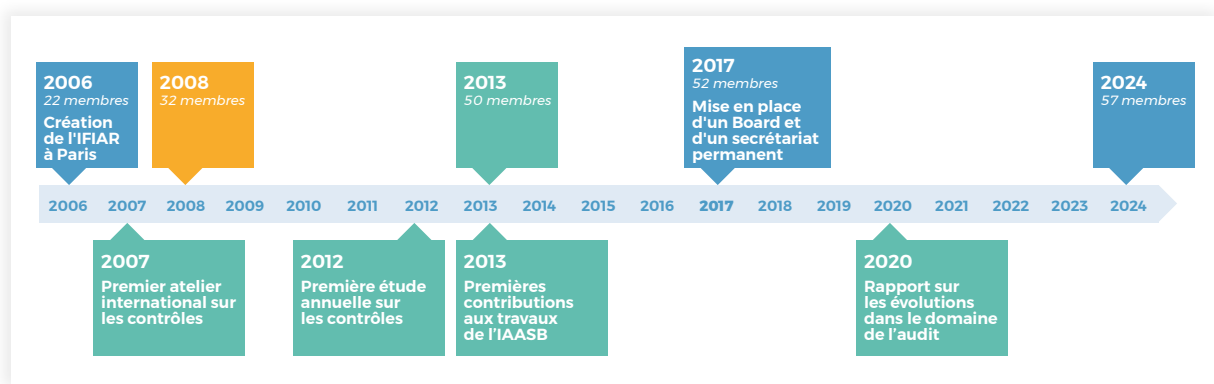 2006
22 membres
Création
de l'IFIAR
à Paris
2008
32 membres
2013
50 membres
2017
52 membres
Mise en place
d'un Board et
d'un secrétariat
permanent
2024
57 membres
2006 2007 2008 2009 2010 2011 2012 2013 2014 2015 2016 2017 2018 2019 2020 2021 2022 2023 2024
2007
Premier atelier
international sur
les contrôles
2012
Première étude
annuelle sur
les contrôles
2013
Premières
contributions
aux travaux
de l’IAASB
2020
Rapport sur
les évolutions
dans le domaine
de l’audit